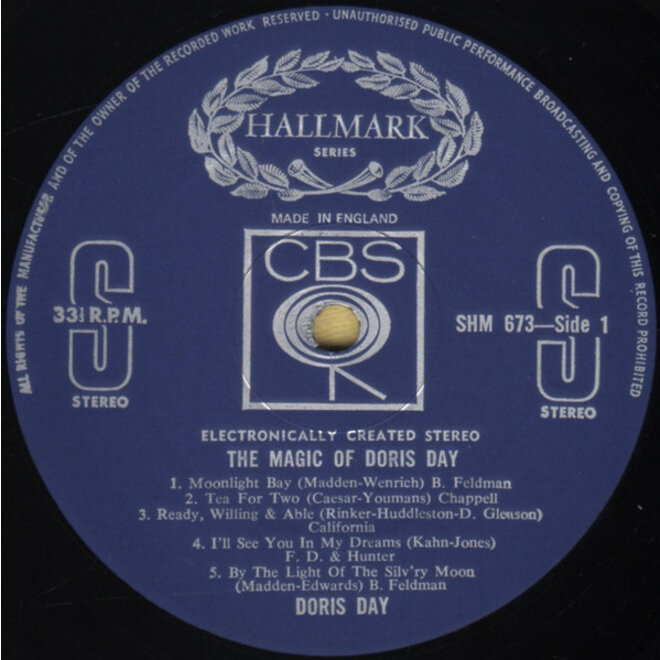 ALL RIGHTS OF THE MANUFACTURER AND OF THE OWNER OF THE RECORDED WORK RESERVED · UNAUTHORISED PUBLIC PERFORMANCE BROADCASTING AND COPYING OF THIS RECORD PROHIBITED
HALLMARK
SERIES
MADE IN ENGLAND
CBS
S
33⅓ R.P.M.
STEREO
S
SHM 673—Side 1
STEREO
ELECTRONICALLY CREATED STEREO
THE MAGIC OF DORIS DAY
1. Moonlight Bay (Madden-Wenrich) B. Feldman
2. Tea For Two (Caesar-Youmans) Chappell
3. Ready, Willing & Able (Rinker-Huddleston-D. Gleason)
California
4. I'll See You In My Dreams (Kahn-Jones)
F. D. & Hunter
5. By The Light Of The Silv'ry Moon
(Madden-Edwards) B. Feldman
DORIS DAY